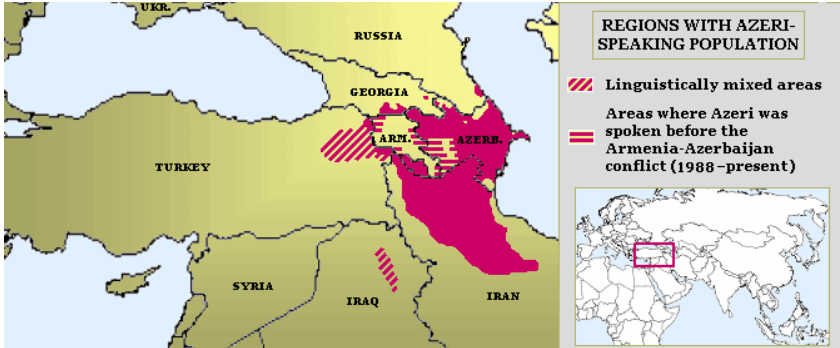 UKR.
RUSSIA
GEORGIA
ARM.
AZERB.
TURKEY
SYRIA
IRAQ
IRAN
REGIONS WITH AZERI-
SPEAKING POPULATION
Linguistically mixed areas
Areas where Azeri was
spoken before the
Armenia-Azerbaijan
conflict (1988–present)